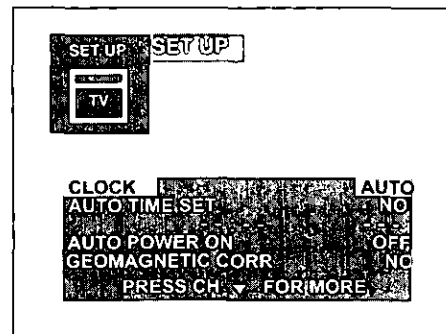 SET UP SET UP
TV
CLOCK AUTO
AUTO TIME SET NO
AUTO POWER ON OFF
GEOMAGNETIC CORR NO
PRESS CH ▼ FOR MORE